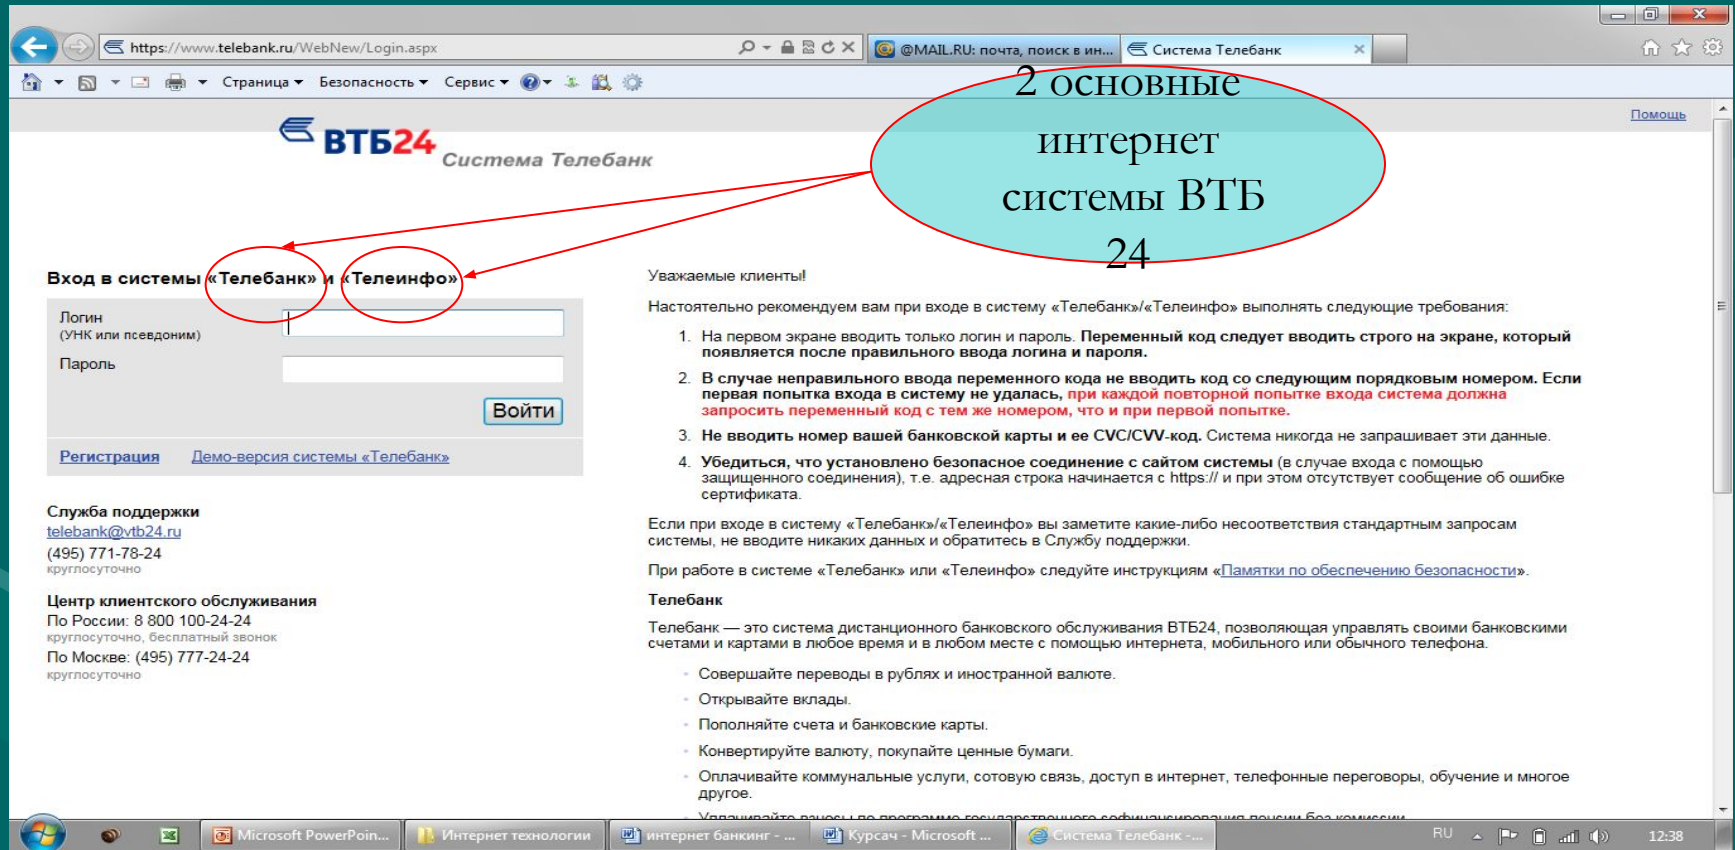 https://www.telebank.ru/WebNew/Login.aspx
@MAIL.RU: почта, поиск в ин...
Система Телебанк
Страница
Безопасность
Сервис
2 основные
интернет
системы ВТБ
24
Помощь
ВТБ24
Система Телебанк
Вход в системы «Телебанк» и «Телеинфо»
Логин
(УНК или псевдоним)
Пароль
Войти
Регистрация
Демо-версия системы «Телебанк»
Служба поддержки
telebank@vtb24.ru
(495) 771-78-24
круглосуточно
Центр клиентского обслуживания
По России: 8 800 100-24-24
круглосуточно, бесплатный звонок
По Москве: (495) 777-24-24
круглосуточно
Уважаемые клиенты!
Настоятельно рекомендуем вам при входе в систему «Телебанк»/«Телеинфо» выполнять следующие требования:
1. На первом экране вводить только логин и пароль. Переменный код следует вводить строго на экране, который
появляется после правильного ввода логина и пароля.
2. В случае неправильного ввода переменного кода не вводить код со следующим порядковым номером. Если
первая попытка входа в систему не удалась, при каждой повторной попытке входа система должна
запросить переменный код с тем же номером, что и при первой попытке.
3. Не вводить номер вашей банковской карты и ее CVC/CVV-код. Система никогда не запрашивает эти данные.
4. Убедиться, что установлено безопасное соединение с сайтом системы (в случае входа с помощью
защищенного соединения), т.е. адресная строка начинается с https:// и при этом отсутствует сообщение об ошибке
сертификата.
Если при входе в систему «Телебанк»/«Телеинфо» вы заметите какие-либо несоответствия стандартным запросам
системы, не вводите никаких данных и обратитесь в Службу поддержки.
При работе в системе «Телебанк» или «Телеинфо» следуйте инструкциям «Памятки по обеспечению безопасности».
Телебанк
Телебанк — это система дистанционного банковского обслуживания ВТБ24, позволяющая управлять своими банковскими
счетами и картами в любое время и в любом месте с помощью интернета, мобильного или обычного телефона.
Совершайте переводы в рублях и иностранной валюте.
Открывайте вклады.
Пополняйте счета и банковские карты.
Конвертируйте валюту, покупайте ценные бумаги.
Оплачивайте коммунальные услуги, сотовую связь, доступ в интернет, телефонные переговоры, обучение и многое
другое.
Уплачивайте взносы по программе государственного софинансирования пенсии без комиссии
Microsoft PowerPoin...
Интернет технологии
интернет банкинг - ...
Курсач - Microsoft ...
Система Телебанк -...
RU
12:38